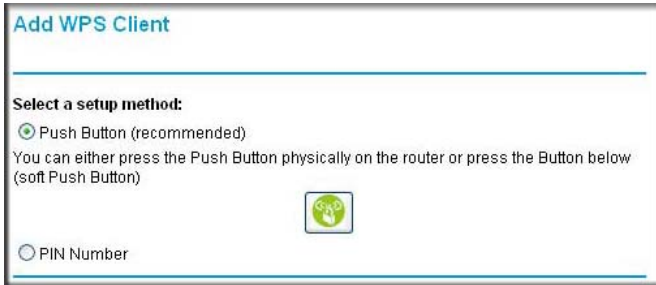 Add WPS Client
Select a setup method:
Push Button (recommended)
You can either press the Push Button physically on the router or press the Button below
(soft Push Button)
PIN Number